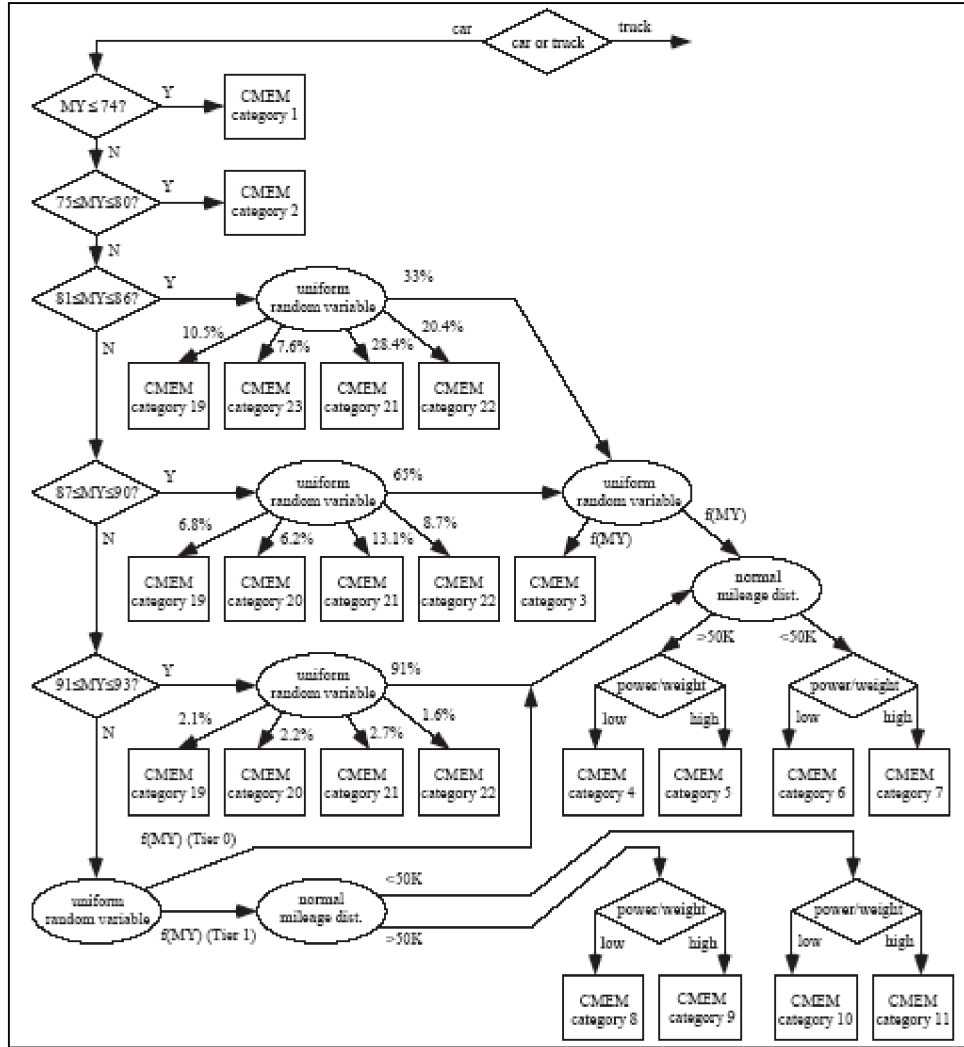 car
car or truck
truck
MY ≤ 74?
Y
CMEM
category 1
N
75≤MY≤80?
Y
CMEM
category 2
N
81≤MY≤86?
Y
uniform
random variable
33%
10.5%
7.6%
28.4%
20.4%
N
CMEM
category 19
CMEM
category 23
CMEM
category 21
CMEM
category 22
87≤MY≤90?
Y
uniform
random variable
65%
uniform
random variable
6.8%
6.2%
13.1%
8.7%
f(MY)
f(MY)
N
CMEM
category 19
CMEM
category 20
CMEM
category 21
CMEM
category 22
CMEM
category 3
normal
mileage dist.
>50K
<50K
91≤MY≤93?
Y
uniform
random variable
91%
power/weight
power/weight
2.1%
2.2%
2.7%
1.6%
low
high
low
high
N
CMEM
category 19
CMEM
category 20
CMEM
category 21
CMEM
category 22
CMEM
category 4
CMEM
category 5
CMEM
category 6
CMEM
category 7
f(MY) (Tier 0)
uniform
random variable
f(MY) (Tier 1)
normal
mileage dist.
<50K
>50K
power/weight
power/weight
low
high
low
high
CMEM
category 8
CMEM
category 9
CMEM
category 10
CMEM
category 11